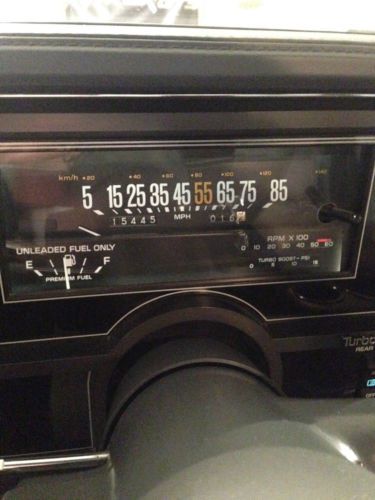 km/h 20 40 60 80 100 120 140
5 15 25 35 45 55 65 75 85
15445 MPH 016
UNLEADED FUEL ONLY
E F
PREMIUM FUEL
RPM X 100
0 10 20 30 40 50 60
TURBO BOOST-PSI
0 5 10 15
Turbo
REAR
OFF